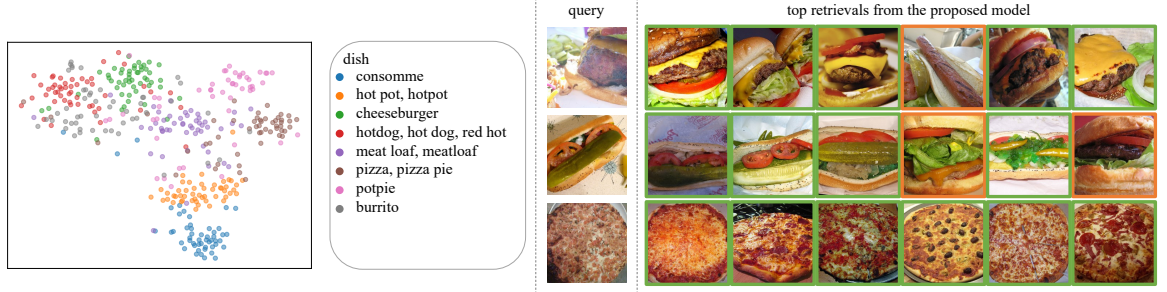 query
top retrievals from the proposed model
dish
consomme
hot pot, hotpot
cheeseburger
hotdog, hot dog, red hot
meat loaf, meatloaf
pizza, pizza pie
potpie
burrito